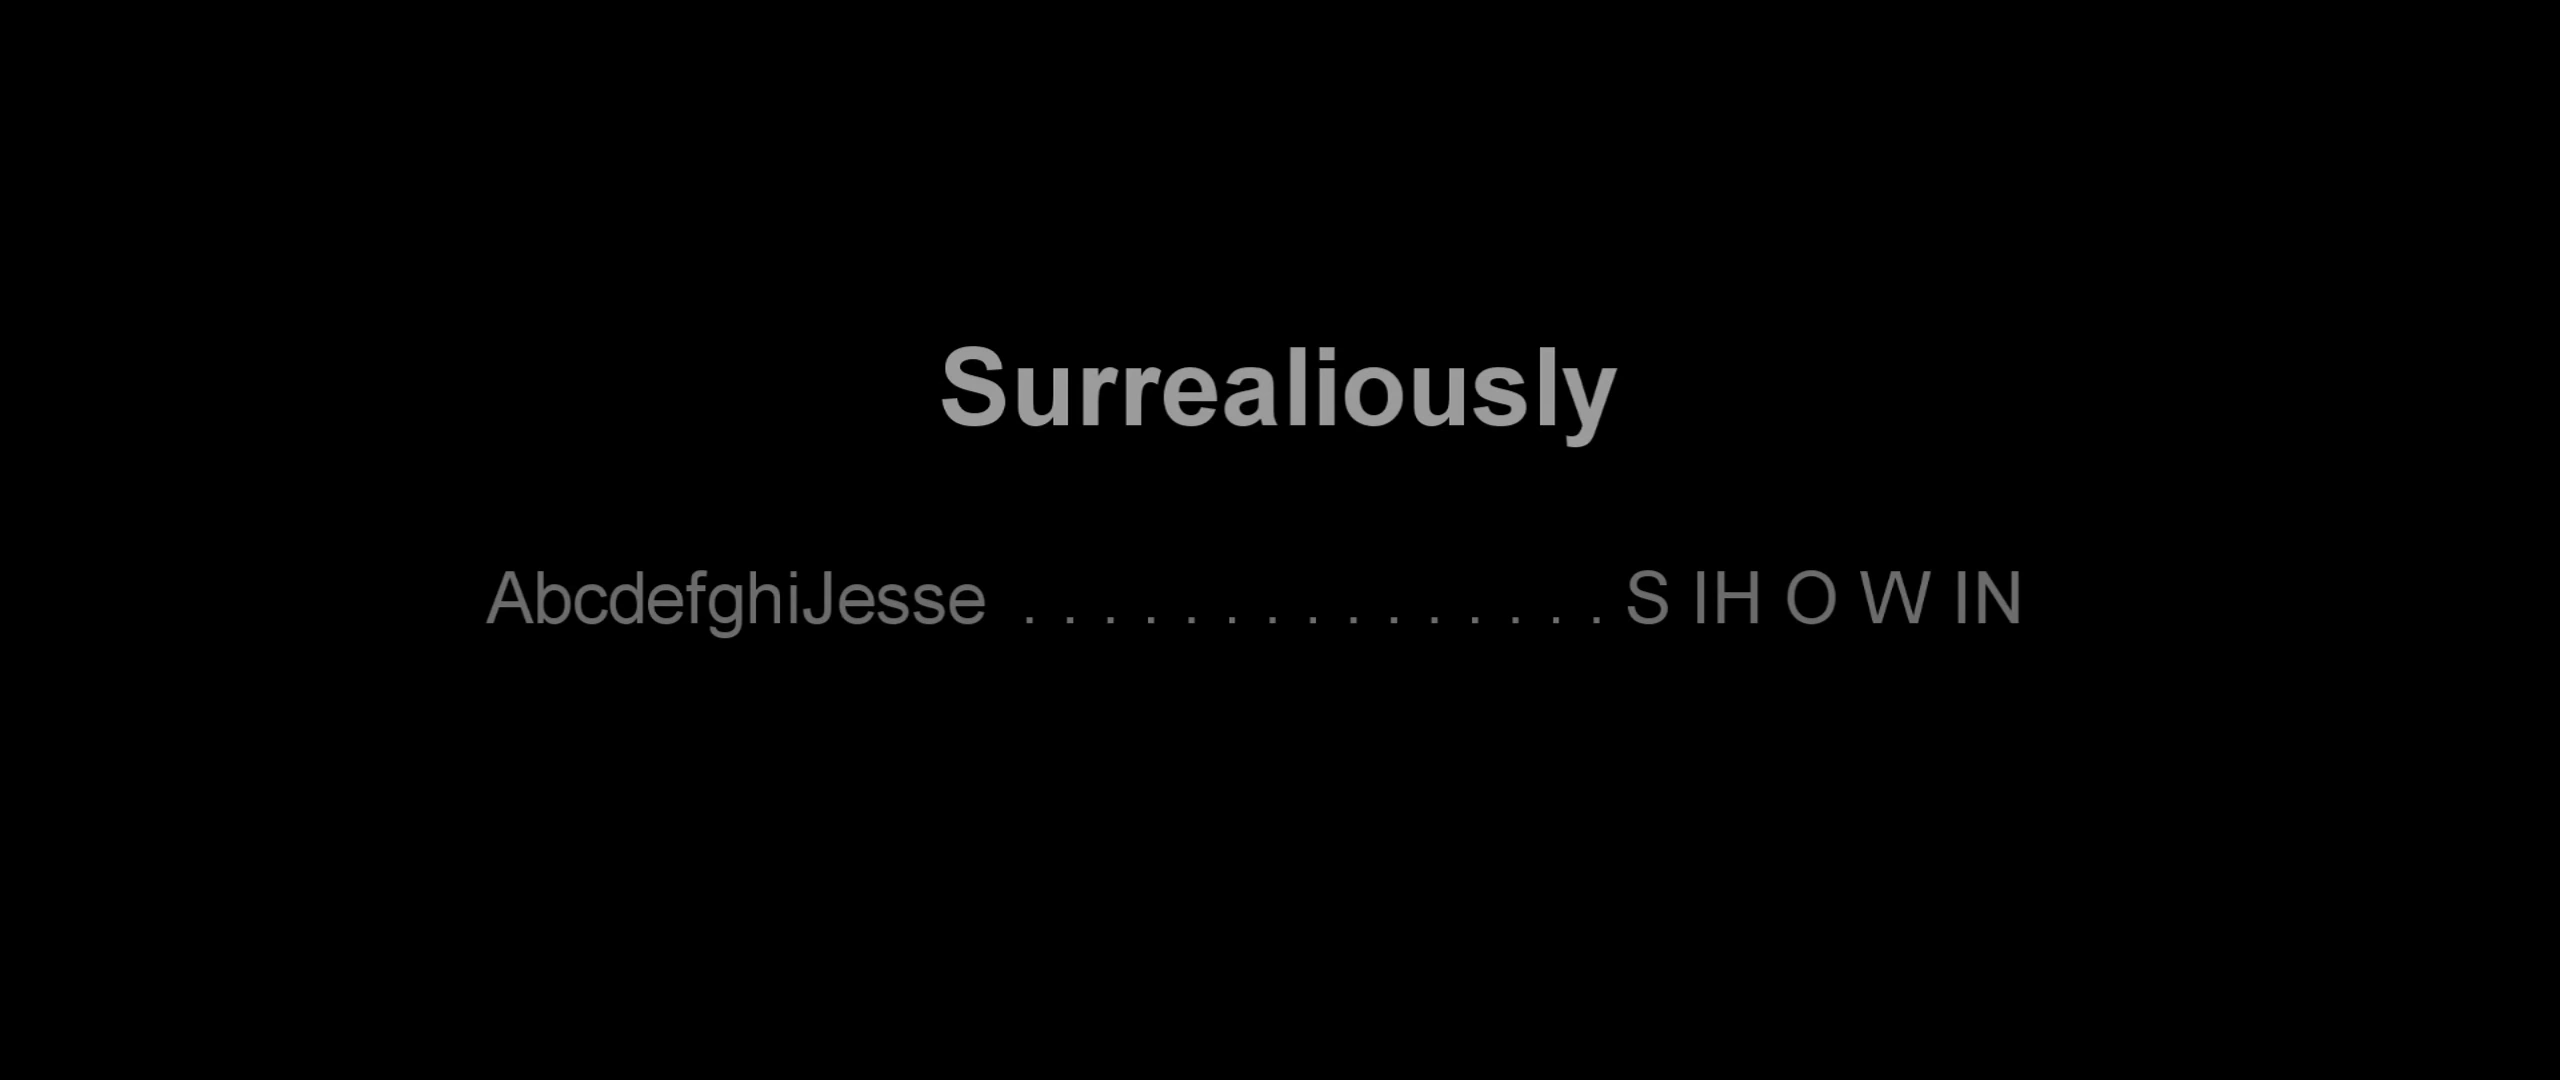 Surrealiously
AbcdefghiJesse . . . . . . . . . . . . . . . S IH O W IN